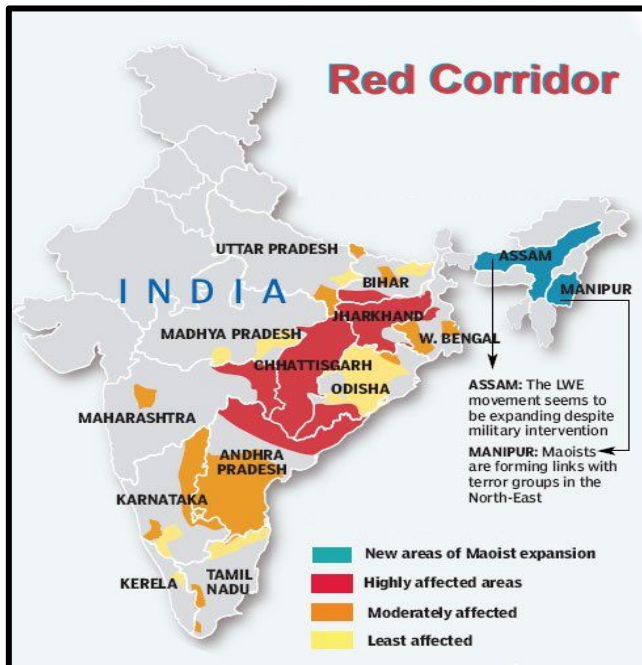 Red Corridor
UTTAR PRADESH
ASSAM
BIHAR
MANIPUR
INDIA
JHARKHAND
MADHYA PRADESH
W. BENGAL
CHHATTISGARH
ODISHA
MAHARASHTRA
ANDHRA
PRADESH
KARNATAKA
KERELA
TAMIL
NADU
ASSAM: The LWE
movement seems to
be expanding despite
military intervention
MANIPUR: Maoists
are forming links with
terror groups in the
North-East
New areas of Maoist expansion
Highly affected areas
Moderately affected
Least affected